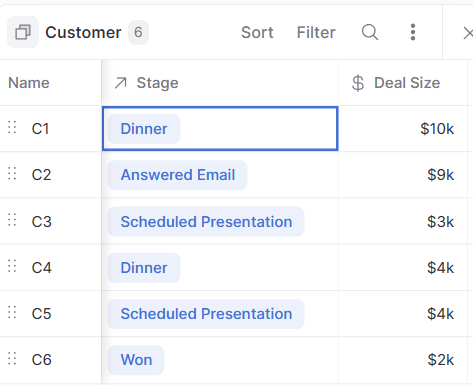 Customer 6 Sort Filter
Name Stage $ Deal Size
C1 Dinner $10k
C2 Answered Email $9k
C3 Scheduled Presentation $3k
C4 Dinner $4k
C5 Scheduled Presentation $4k
C6 Won $2k